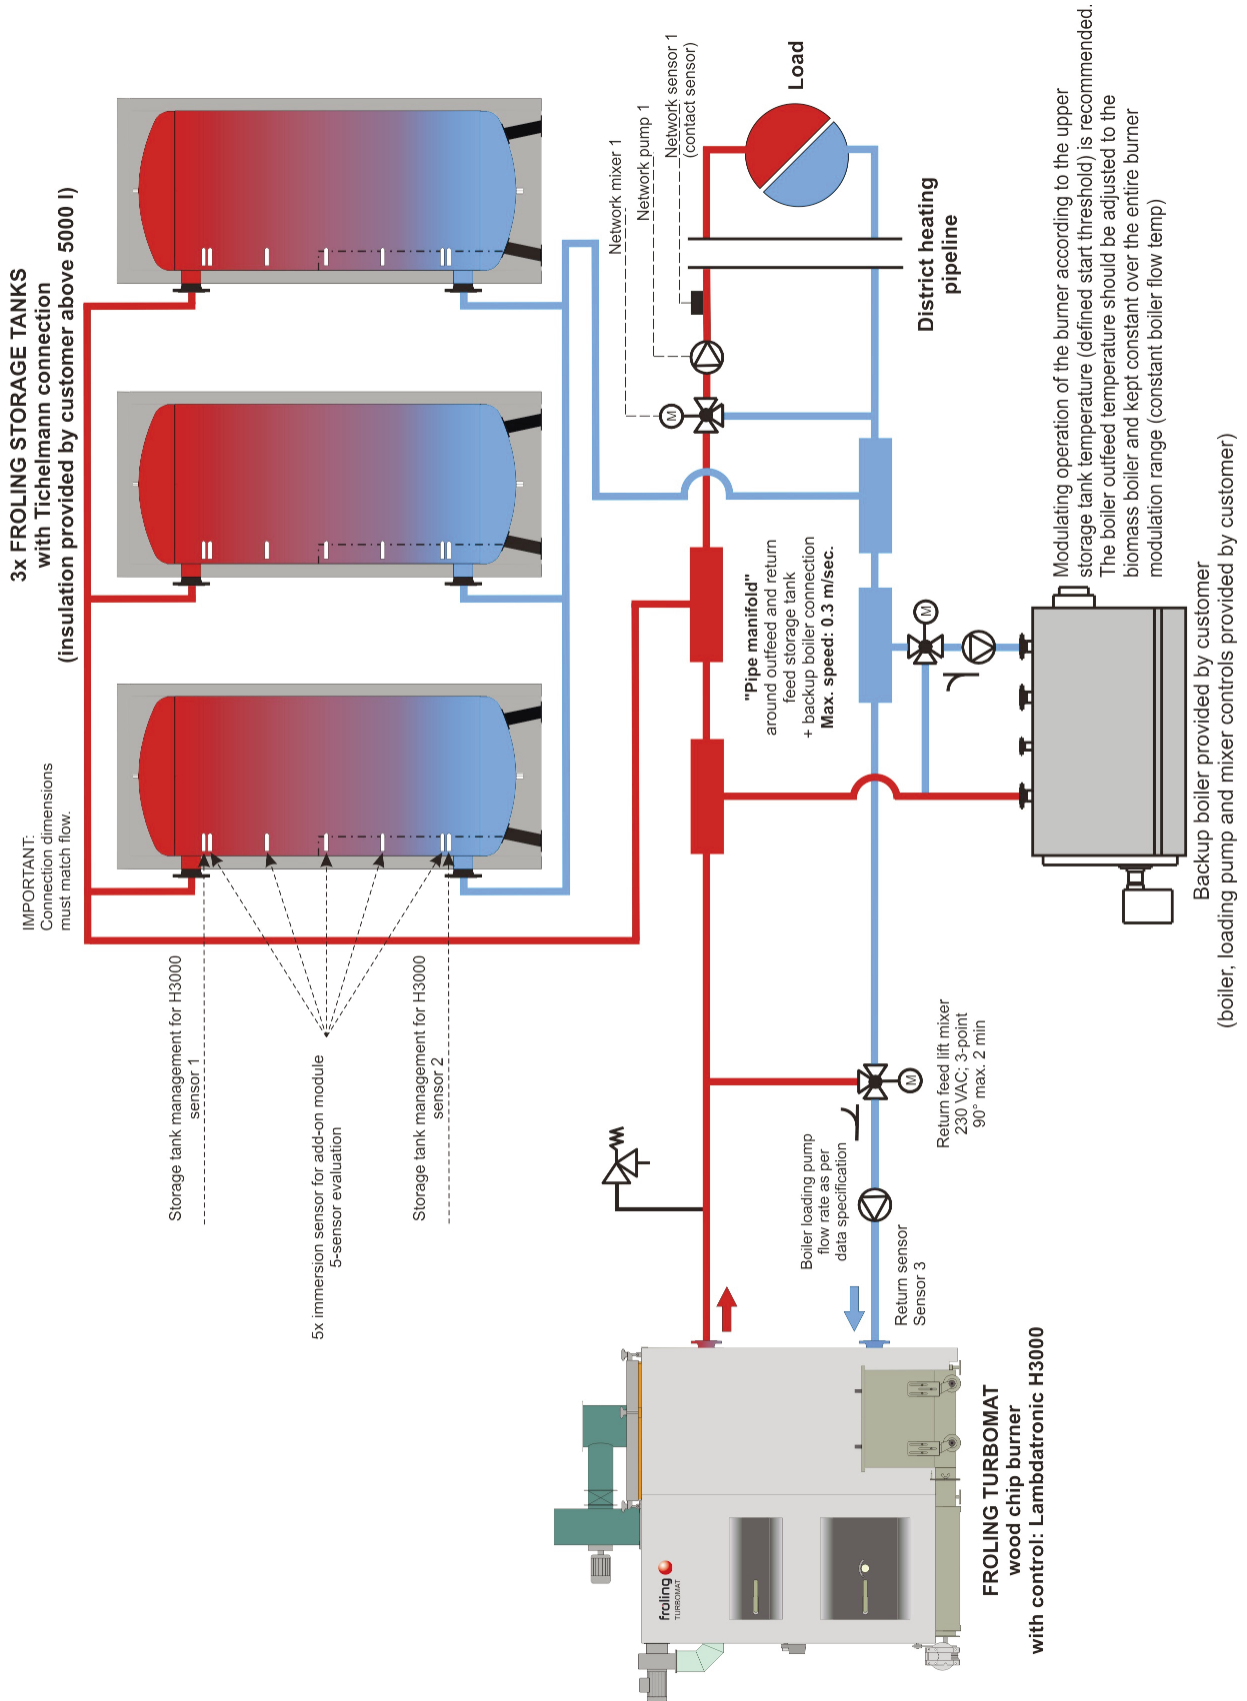 3x FROLING STORAGE TANKS
with Tichelmann connection
(insulation provided by customer above 5000 l)
IMPORTANT:
Connection dimensions
must match flow.
Storage tank management for H3000
sensor 1
5x immersion sensor for add-on module
5-sensor evaluation
Storage tank management for H3000
sensor 2
Network mixer 1
Network pump 1
Network sensor 1
(contact sensor)
M
Load
District heating
pipeline
"Pipe manifold"
around outfeed and return
feed storage tank
+ backup boiler connection
Max. speed: 0.3 m/sec.
M
Modulating operation of the burner according to the upper
storage tank temperature (defined start threshold) is recommended.
The boiler outfeed temperature should be adjusted to the
biomass boiler and kept constant over the entire burner
modulation range (constant boiler flow temp)
Backup boiler provided by customer
(boiler, loading pump and mixer controls provided by customer)
Boiler loading pump
flow rate as per
data specification
M
Return feed lift mixer
230 VAC; 3-point
90° max. 2 min
Return sensor
Sensor 3
froling
TURBOMAT
FROLING TURBOMAT
wood chip burner
with control: Lambdatronic H3000